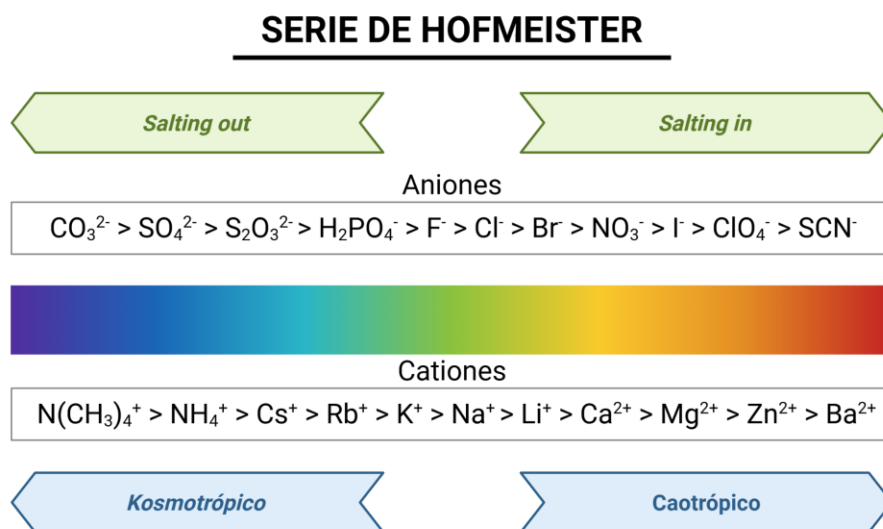 SERIE DE HOFMEISTER
Salting out
Salting in
Aniones
CO₃²⁻ > SO₄²⁻ > S₂O₃²⁻ > H₂PO₄⁻ > F⁻ > Cl⁻ > Br⁻ > NO₃⁻ > I⁻ > ClO₄⁻ > SCN⁻
Cationes
N(CH₃)₄⁺ > NH₄⁺ > Cs⁺ > Rb⁺ > K⁺ > Na⁺ > Li⁺ > Ca²⁺ > Mg²⁺ > Zn²⁺ > Ba²⁺
Kosmotrópico
Caotrópico